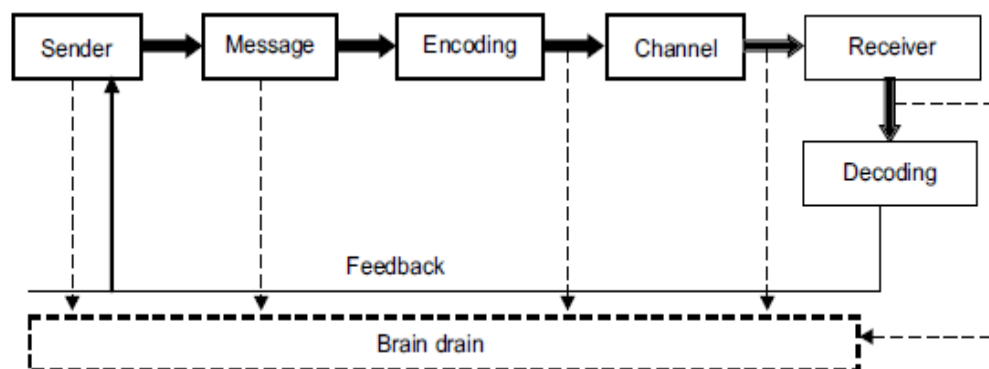 Sender
Message
Encoding
Channel
Receiver
Decoding
Feedback
Brain drain